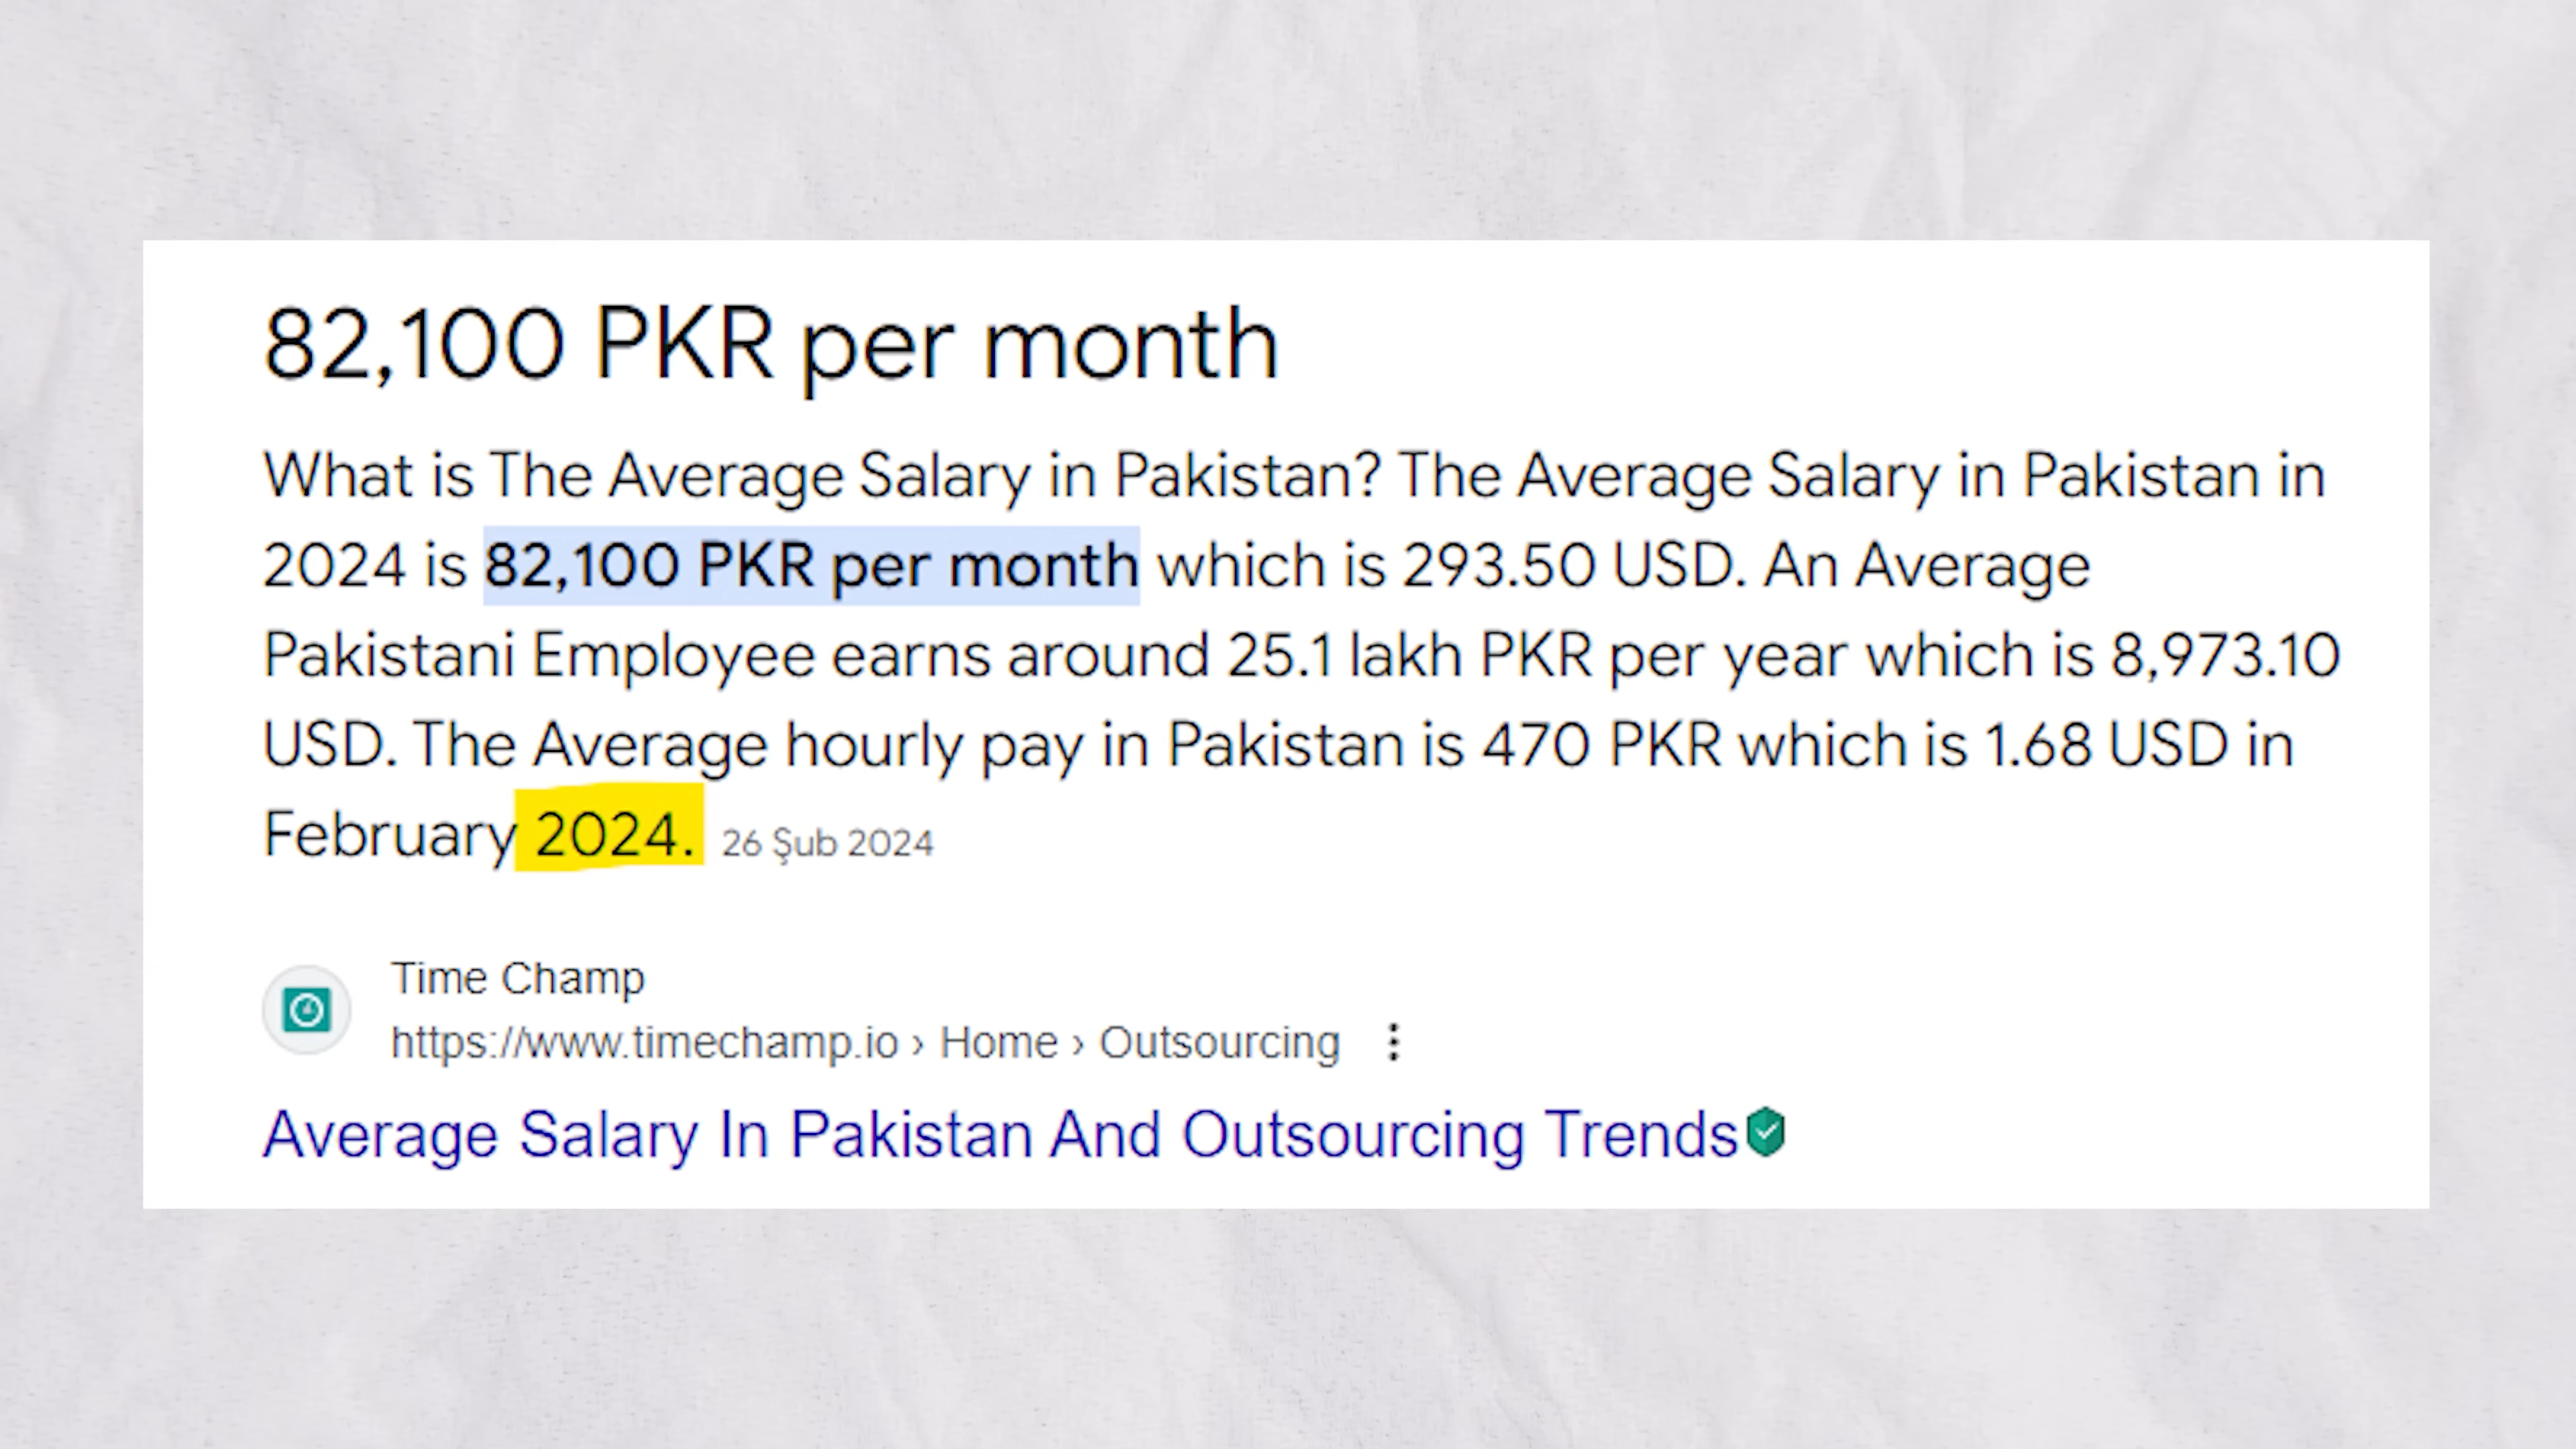 82,100 PKR per month
What is The Average Salary in Pakistan? The Average Salary in Pakistan in
2024 is 82,100 PKR per month which is 293.50 USD. An Average
Pakistani Employee earns around 25.1 lakh PKR per year which is 8,973.10
USD. The Average hourly pay in Pakistan is 470 PKR which is 1.68 USD in
February 2024. 26 Şub 2024
Time Champ
https://www.timechamp.io › Home › Outsourcing
Average Salary In Pakistan And Outsourcing Trends